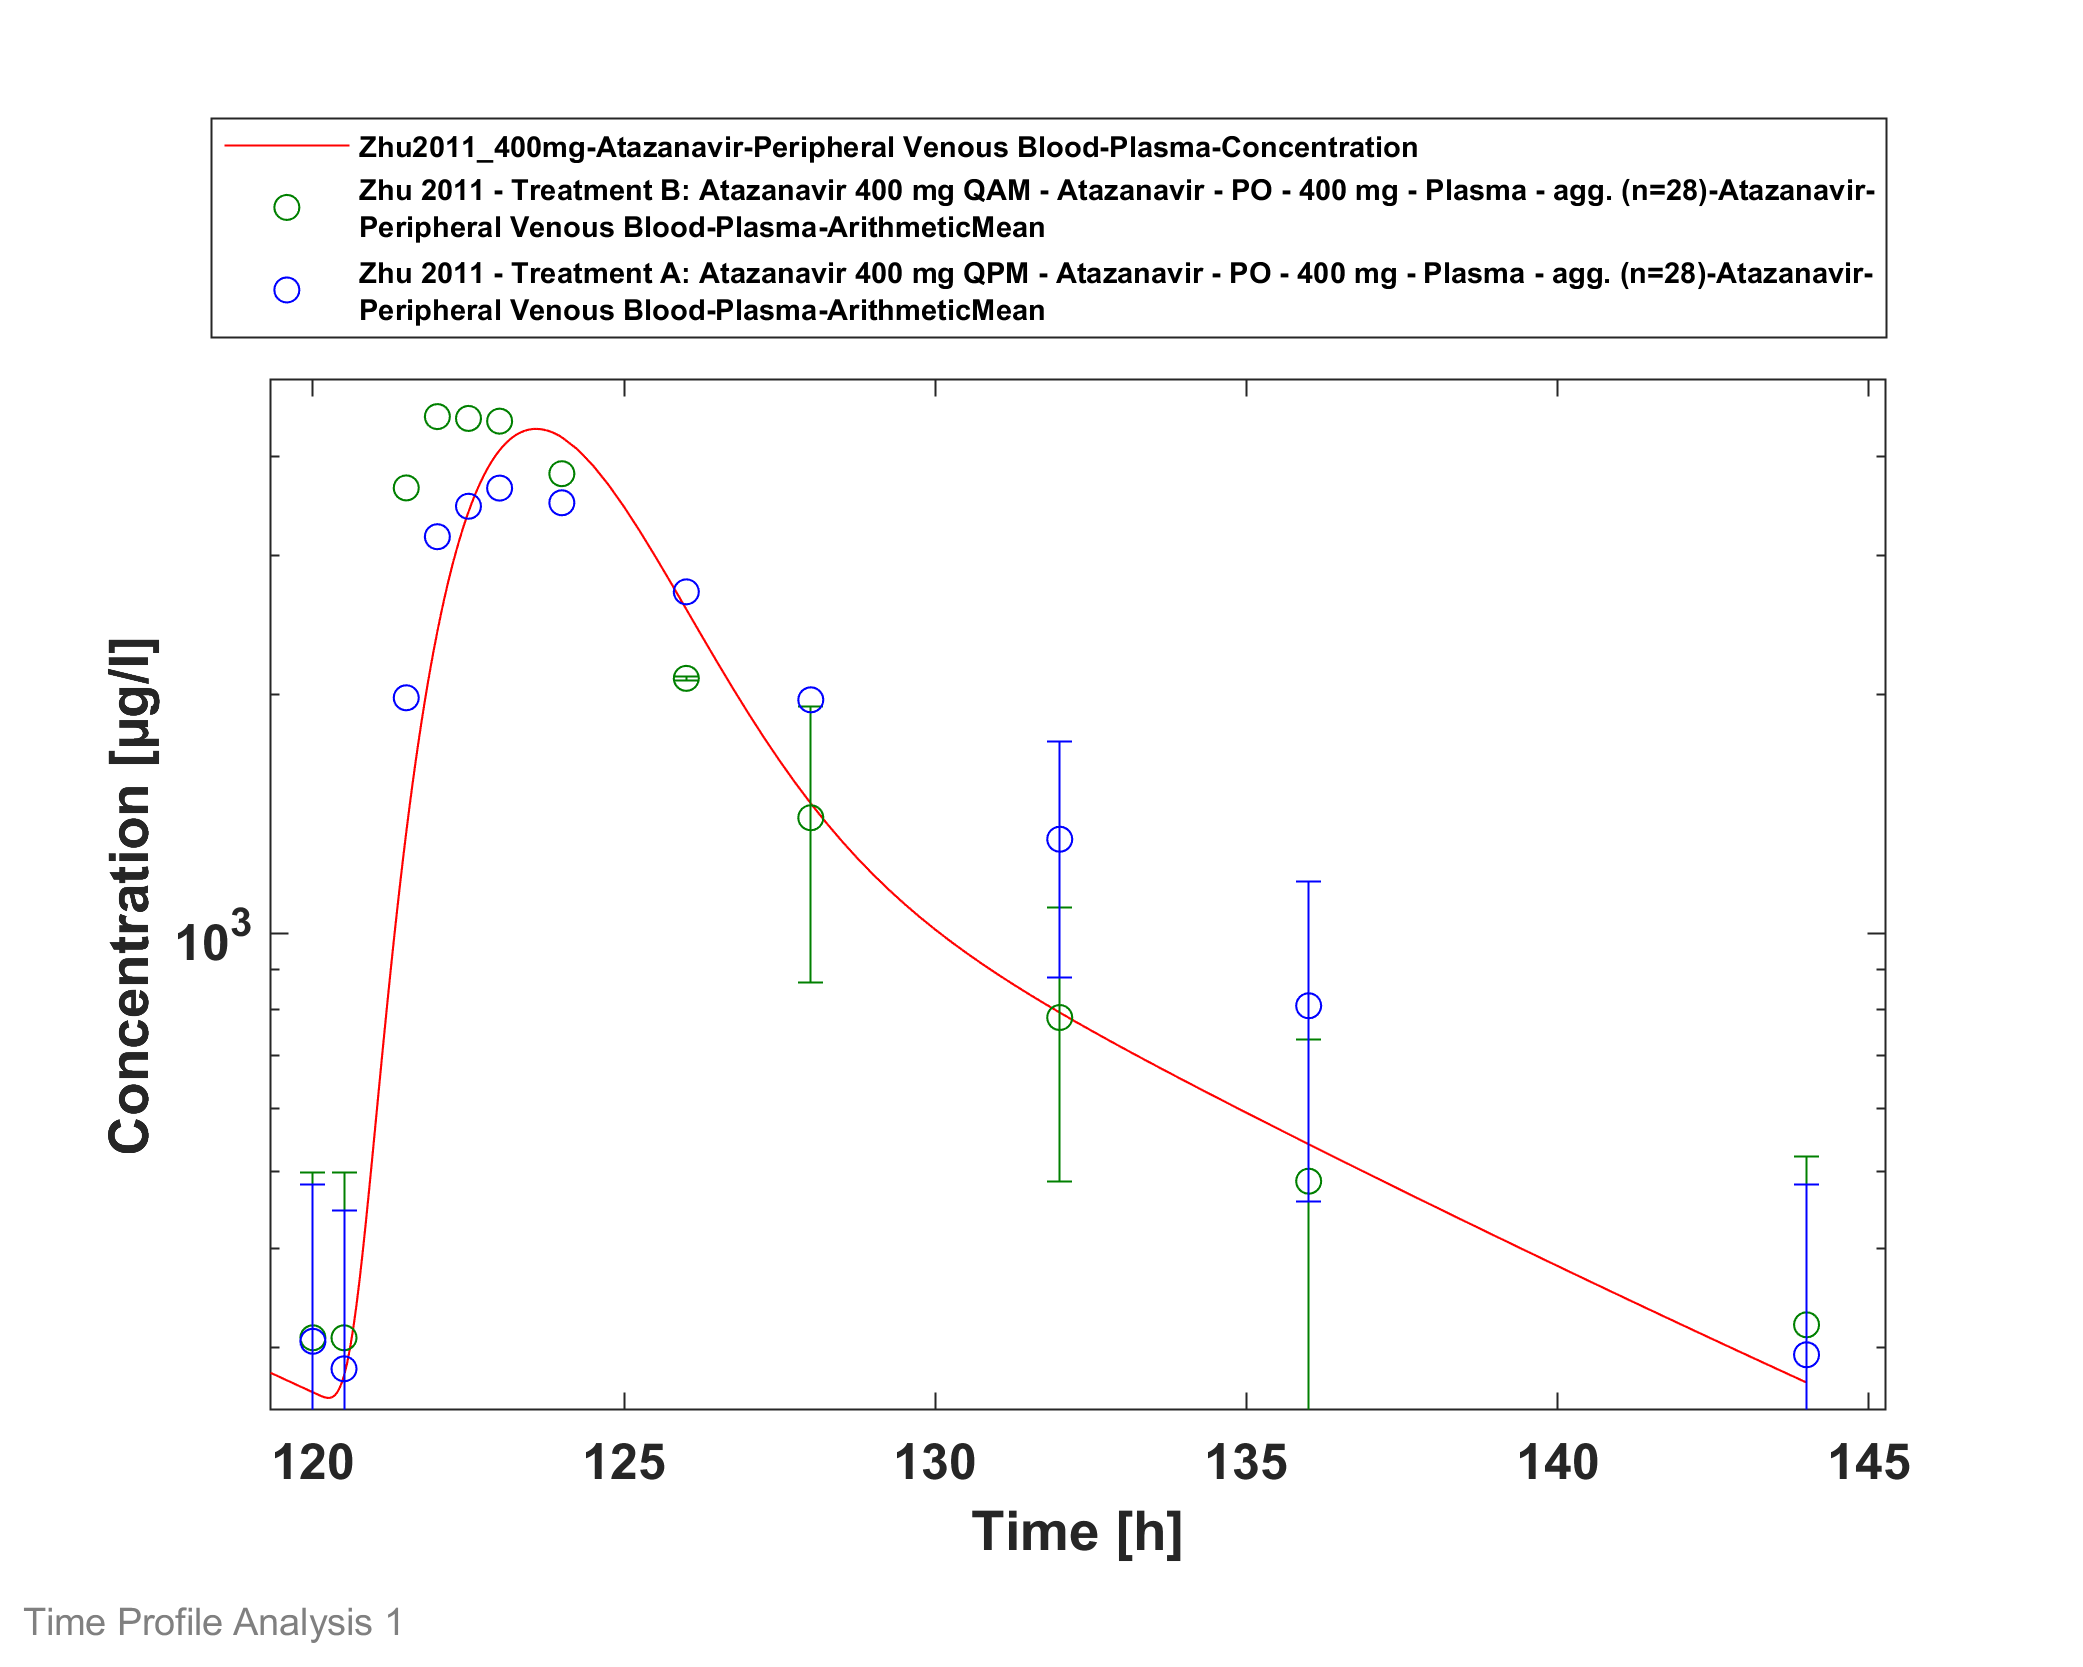 Zhu2011_400mg-Atazanavir-Peripheral Venous Blood-Plasma-Concentration
Zhu 2011 - Treatment B: Atazanavir 400 mg QAM - Atazanavir - PO - 400 mg - Plasma - agg. (n=28)-Atazanavir-
Peripheral Venous Blood-Plasma-ArithmeticMean
Zhu 2011 - Treatment A: Atazanavir 400 mg QPM - Atazanavir - PO - 400 mg - Plasma - agg. (n=28)-Atazanavir-
Peripheral Venous Blood-Plasma-ArithmeticMean
Concentration [µg/l]
10^3
120 125 130 135 140 145
Time [h]
Time Profile Analysis 1